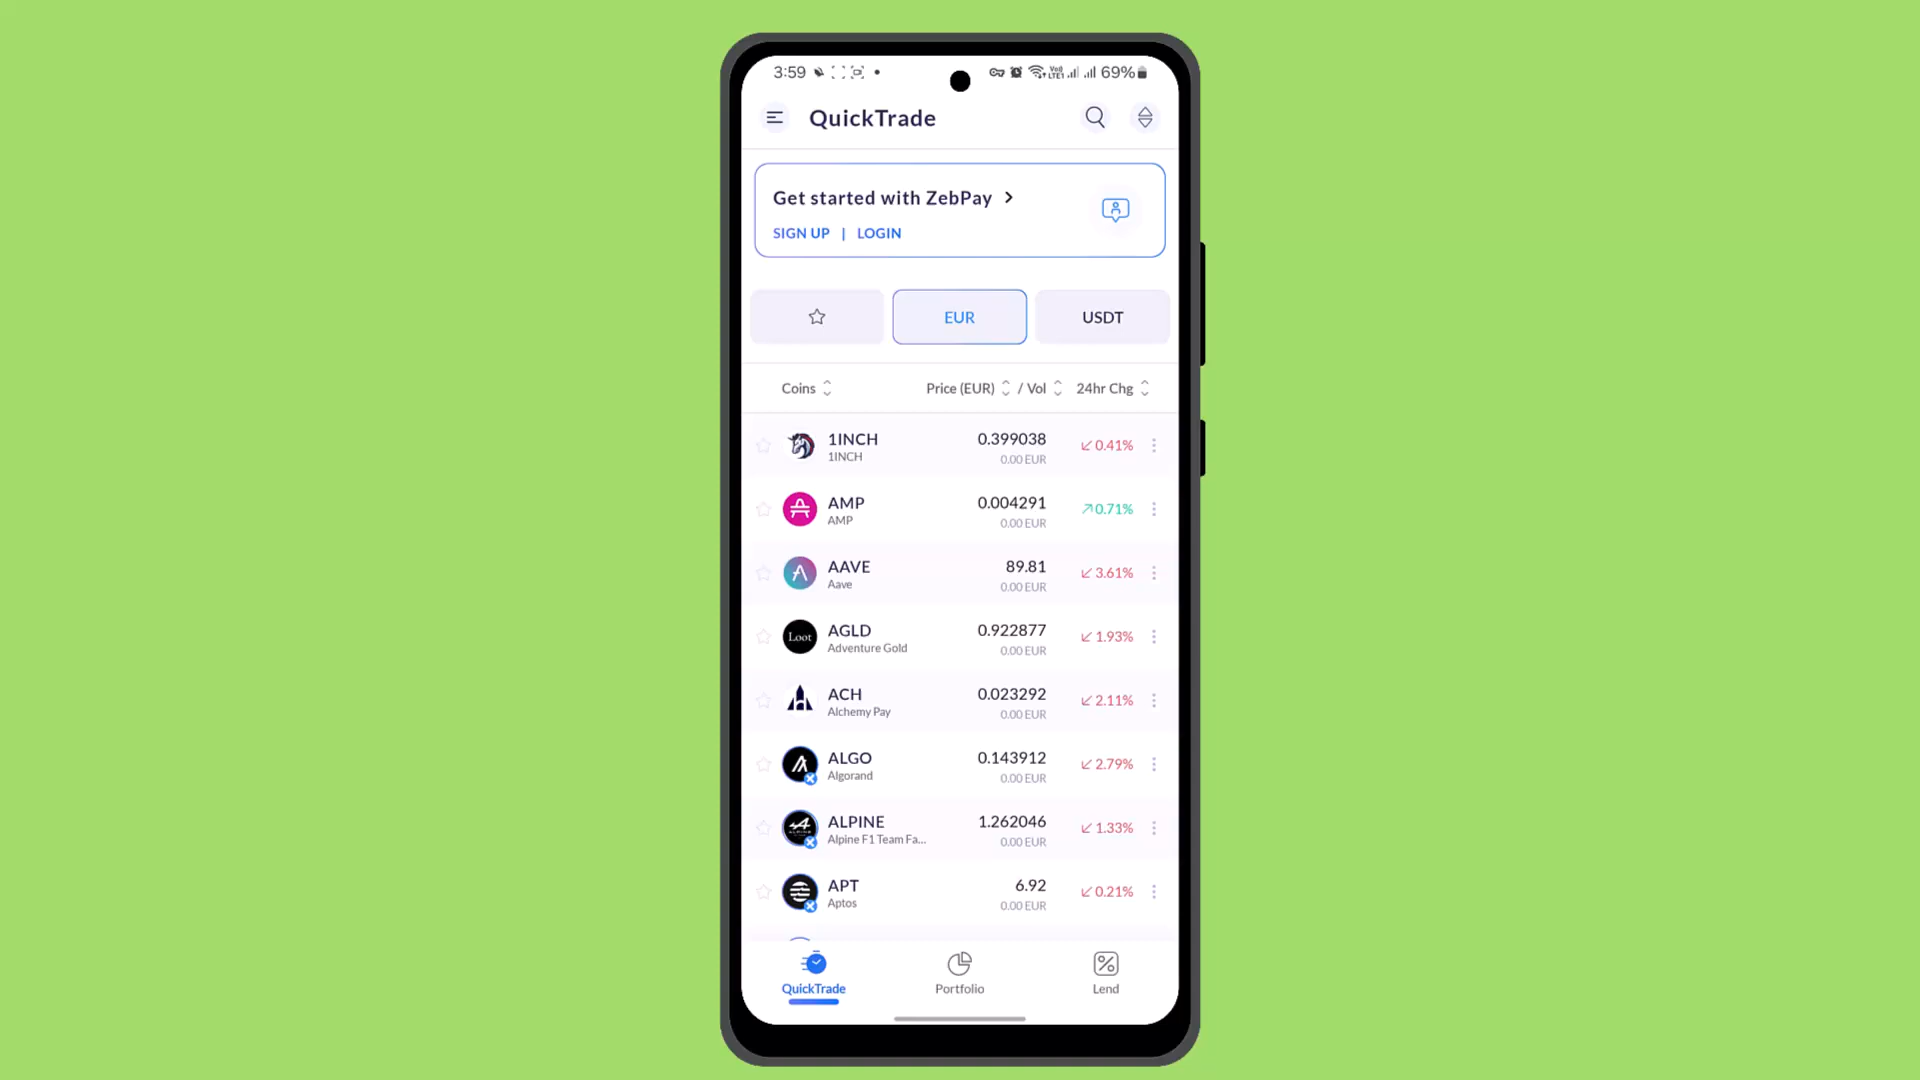 3:59 69%
QuickTrade
Get started with ZebPay
SIGN UP | LOGIN
EUR USDT
Coins Price (EUR) / Vol 24hr Chg
1INCH 0.399038 0.41%
1INCH 0.00 EUR
AMP 0.004291 0.71%
AMP 0.00 EUR
AAVE 89.81 3.61%
Aave 0.00 EUR
Loot AGLD 0.922877 1.93%
Adventure Gold 0.00 EUR
ACH 0.023292 2.11%
Alchemy Pay 0.00 EUR
ALGO 0.143912 2.79%
Algorand 0.00 EUR
ALPINE 1.262046 1.33%
Alpine F1 Team Fa... 0.00 EUR
APT 6.92 0.21%
Aptos 0.00 EUR
QuickTrade Portfolio Lend